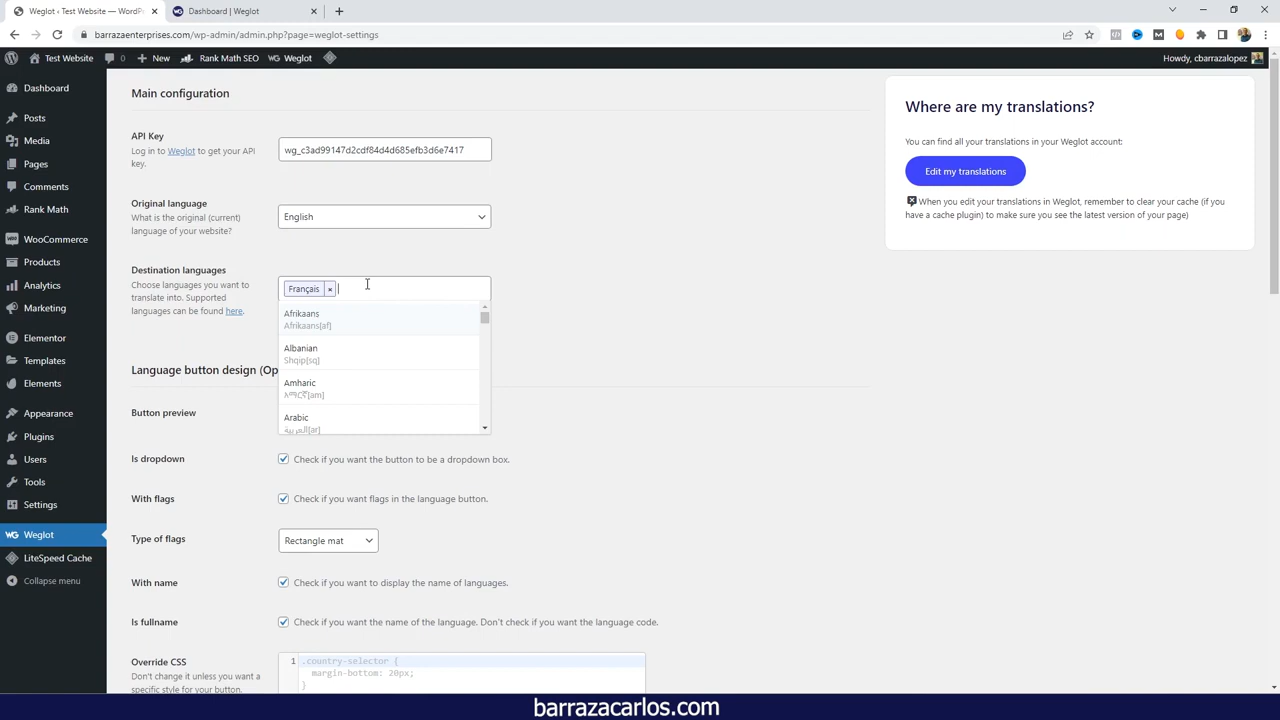 Weglot ‹ Test Website — WordPr
Dashboard | Weglot
barrazaenterprises.com/wp-admin/admin.php?page=weglot-settings
Test Website
0
New
Rank Math SEO
Weglot
Howdy, cbarrazalopez
Dashboard
Posts
Media
Pages
Comments
Rank Math
WooCommerce
Products
Analytics
Marketing
Elementor
Templates
Elements
Appearance
Plugins
Users
Tools
Settings
Weglot
LiteSpeed Cache
Collapse menu
Main configuration
API Key
Log in to Weglot to get your API
key.
wg_c3ad99147d2cdf84d4d685efb3d6e7417
Original language
What is the original (current)
language of your website?
English
Destination languages
Choose languages you want to
translate into. Supported
languages can be found here.
Français ×
Afrikaans
Afrikaans[af]
Albanian
Shqip[sq]
Amharic
አማርኛ[am]
Arabic
العربية[ar]
Language button design (Op
Button preview
Is dropdown
Check if you want the button to be a dropdown box.
With flags
Check if you want flags in the language button.
Type of flags
Rectangle mat
With name
Check if you want to display the name of languages.
Is fullname
Check if you want the name of the language. Don't check if you want the language code.
Override CSS
Don't change it unless you want a
specific style for your button.
1 .country-selector {
margin-bottom: 20px;
}
Where are my translations?
You can find all your translations in your Weglot account:
Edit my translations
When you edit your translations in Weglot, remember to clear your cache (if you
have a cache plugin) to make sure you see the latest version of your page)
barrazacarlos.com